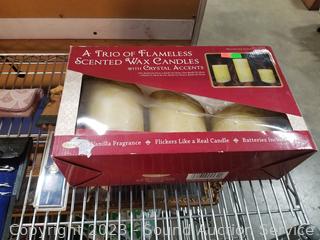 A Trio of Flameless
Scented Wax Candles
with Crystal Accents
Vanilla Fragrance ♦ Flickers Like a Real Candle ♦ Batteries Included
Copyright 2023 - Sound Auction Service